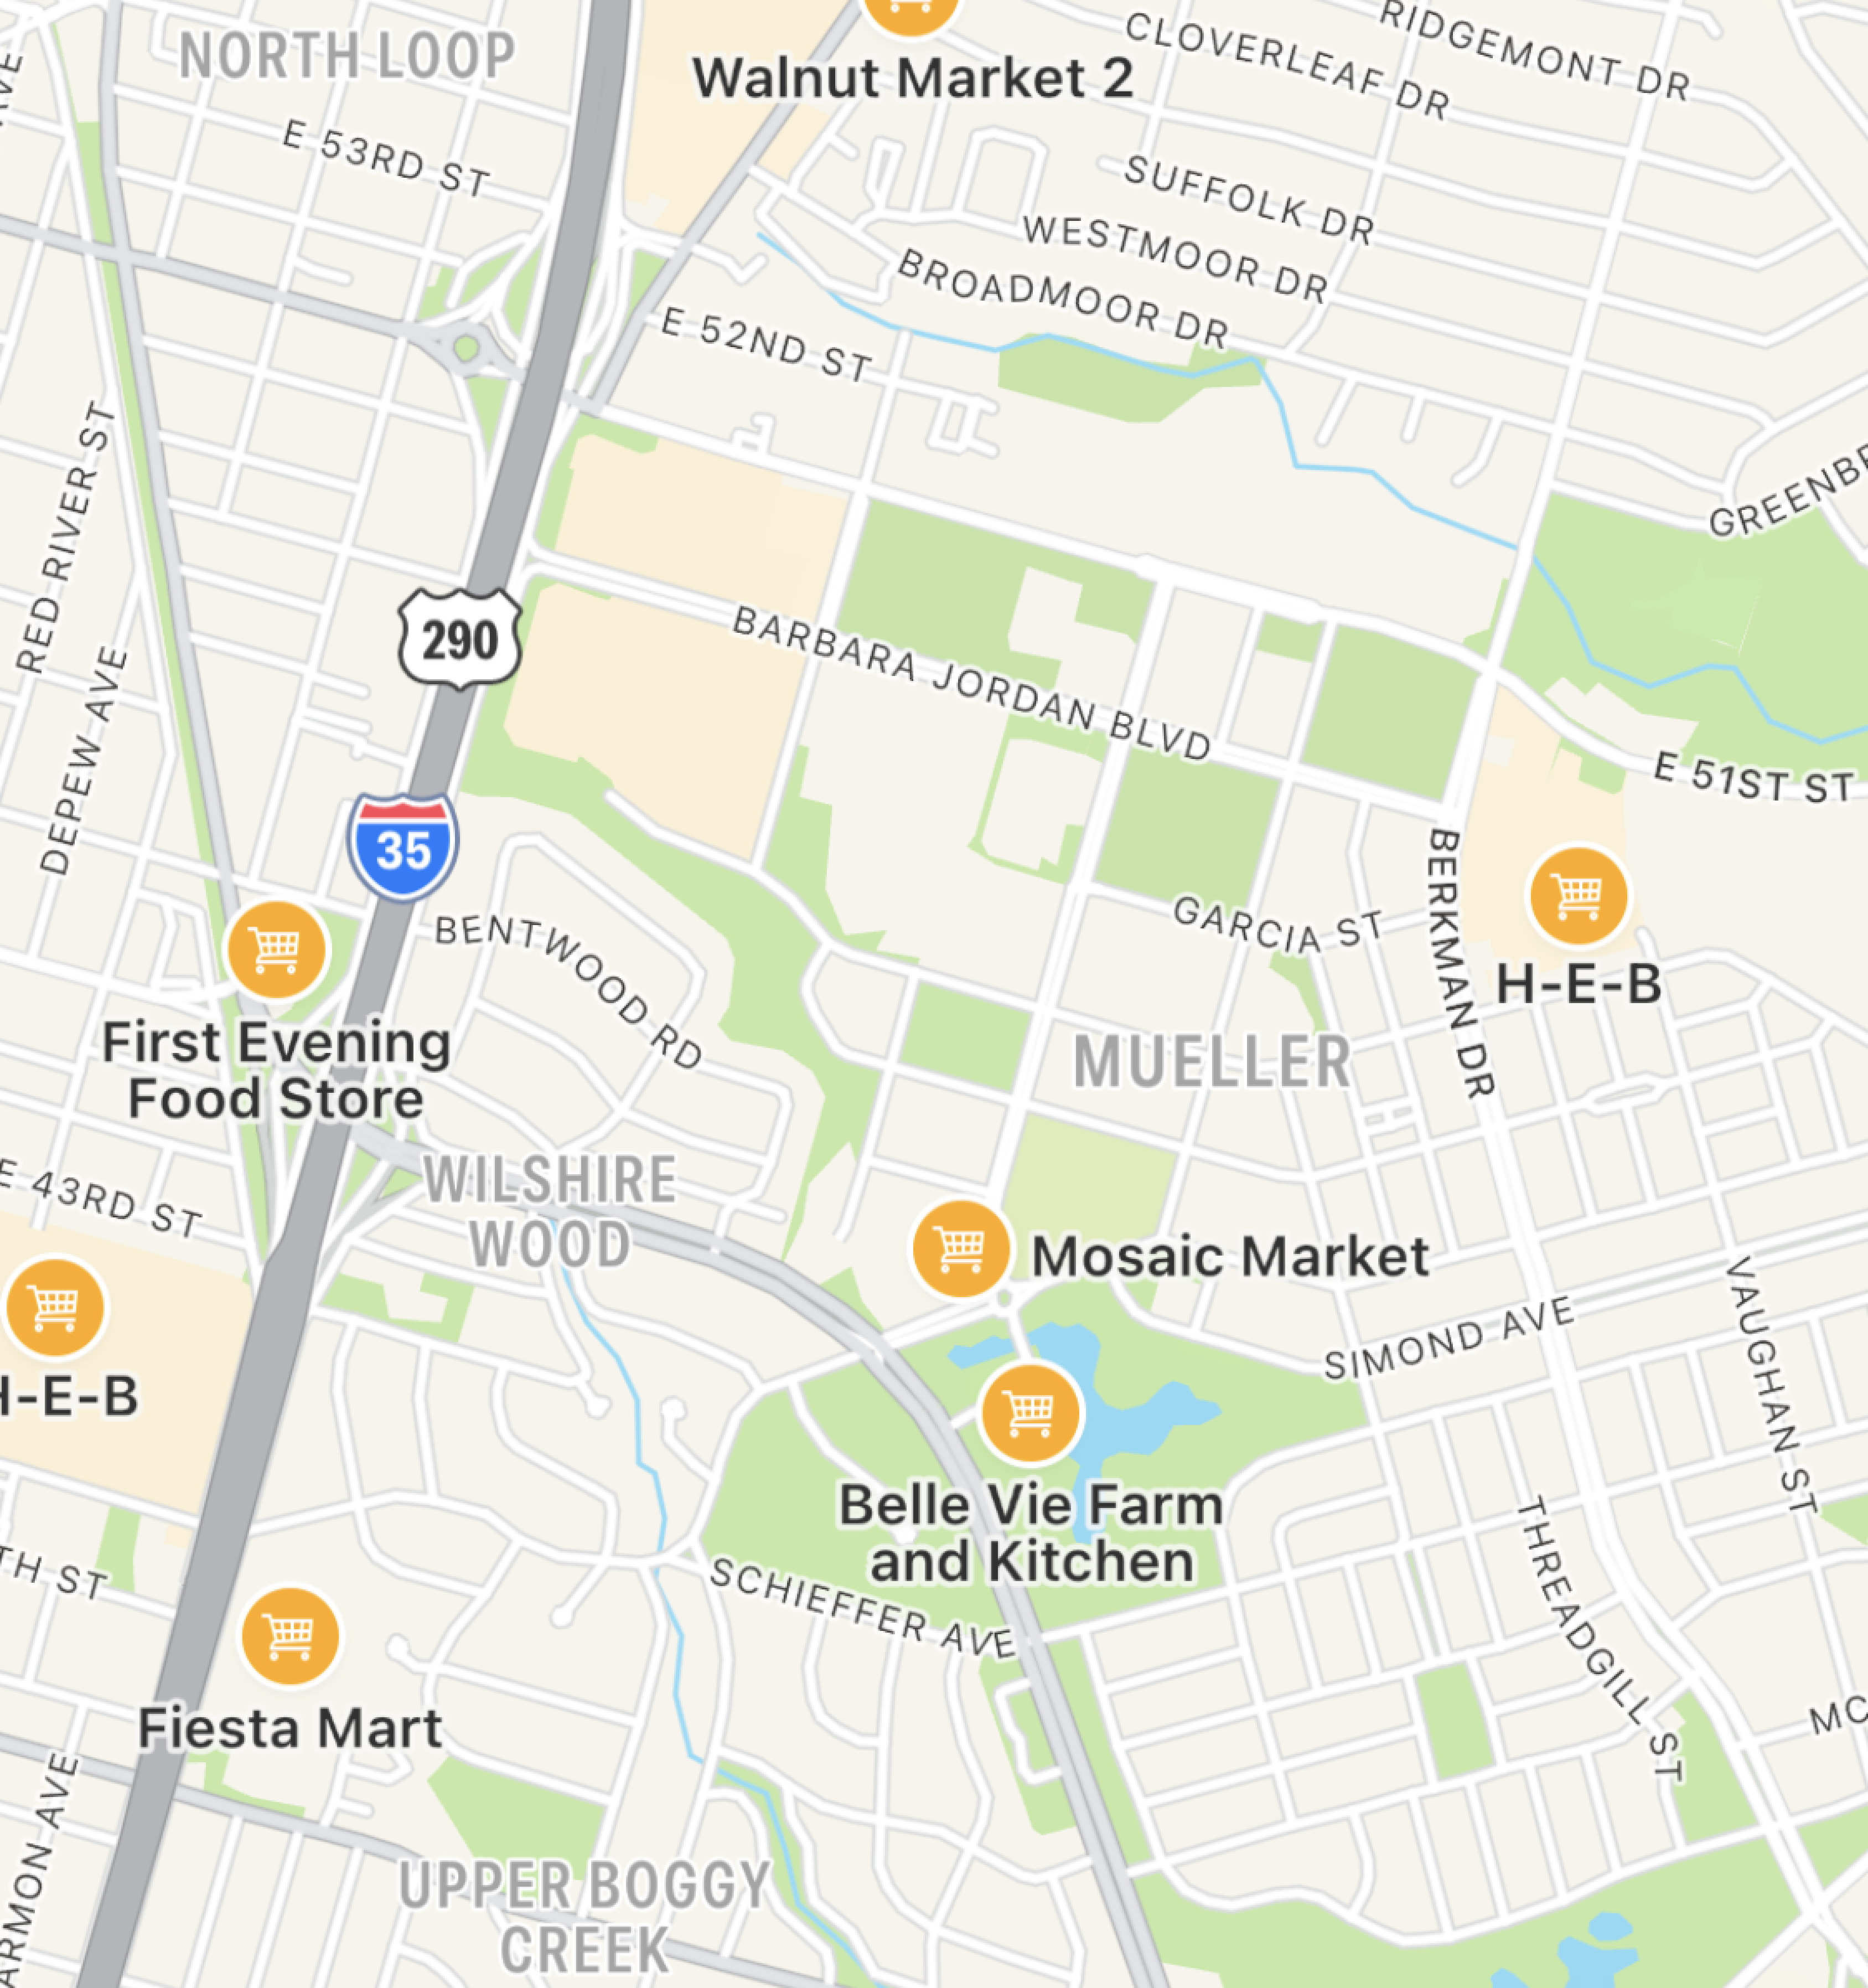 NORTH LOOP
Walnut Market 2
CLOVERLEAF DR
RIDGEMONT DR
E 53RD ST
SUFFOLK DR
WESTMOOR DR
BROADMOOR DR
E 52ND ST
RED RIVER ST
290
BARBARA JORDAN BLVD
DEPEW AVE
E 51ST ST
35
BERKMAN DR
BENTWOOD RD
GARCIA ST
H-E-B
First Evening
Food Store
MUELLER
WILSHIRE
WOOD
E 43RD ST
Mosaic Market
SIMOND AVE
VAUGHAN ST
H-E-B
Belle Vie Farm
and Kitchen
TH ST
SCHIEFFER AVE
THREADGILL ST
Fiesta Mart
MC
ARMON AVE
UPPER BOGGY
CREEK